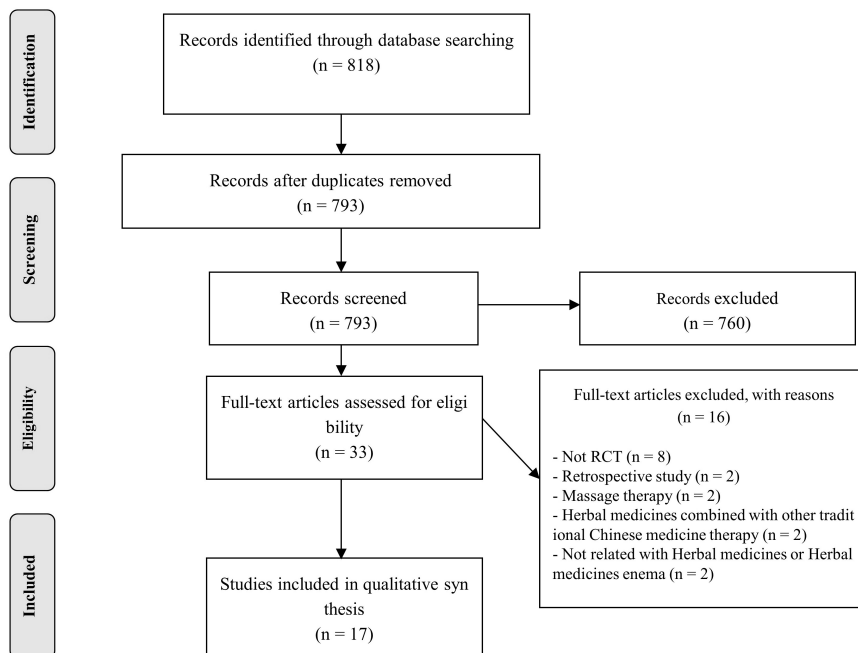 Identification
Records identified through database searching
(n = 818)
Records after duplicates removed
(n = 793)
Screening
Records screened
(n = 793)
Records excluded
(n = 760)
Eligibility
Full-text articles assessed for eligi
bility
(n = 33)
Full-text articles excluded, with reasons
(n = 16)
- Not RCT (n = 8)
- Retrospective study (n = 2)
- Massage therapy (n = 2)
- Herbal medicines combined with other tradit
ional Chinese medicine therapy (n = 2)
- Not related with Herbal medicines or Herbal
medicines enema (n = 2)
Included
Studies included in qualitative syn
thesis
(n = 17)